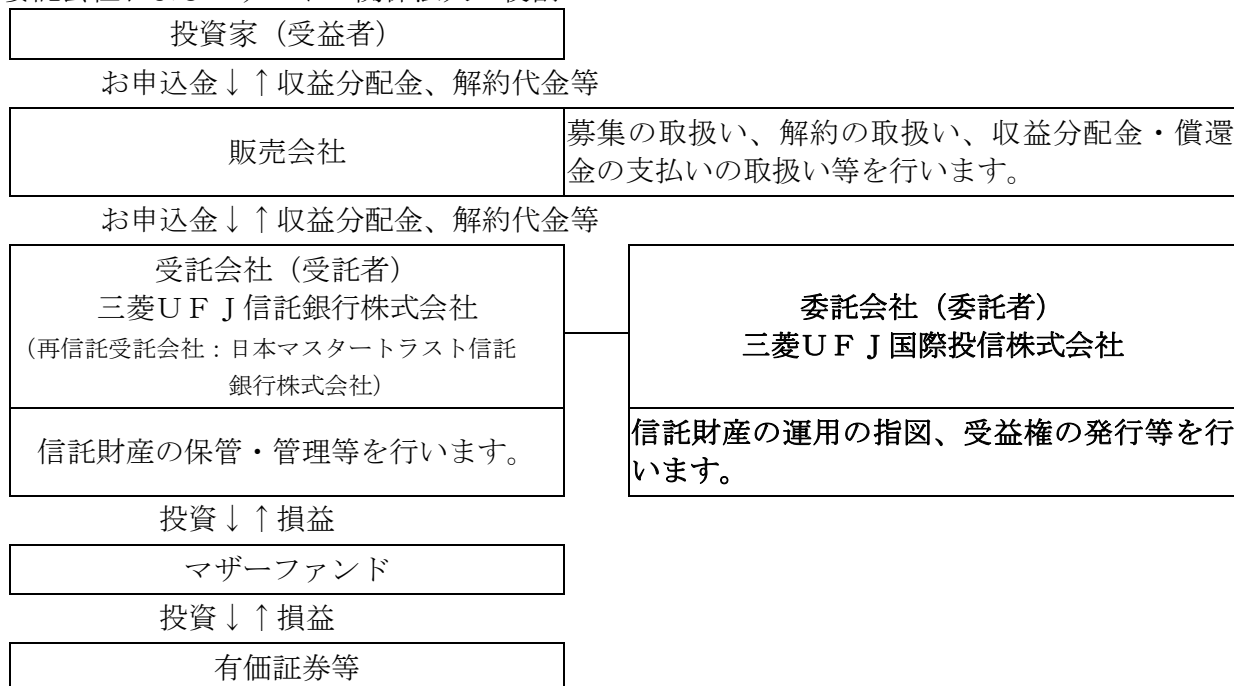 投資家（受益者）
お申込金↓↑収益分配金、解約代金等
販売会社
募集の取扱い、解約の取扱い、収益分配金・償還
金の支払いの取扱い等を行います。
お申込金↓↑収益分配金、解約代金等
受託会社（受託者）
三菱ＵＦＪ信託銀行株式会社
（再信託受託会社：日本マスタートラスト信託
銀行株式会社）
委託会社（委託者）
三菱ＵＦＪ国際投信株式会社
信託財産の保管・管理等を行います。
信託財産の運用の指図、受益権の発行等を行
います。
投資↓↑損益
マザーファンド
投資↓↑損益
有価証券等